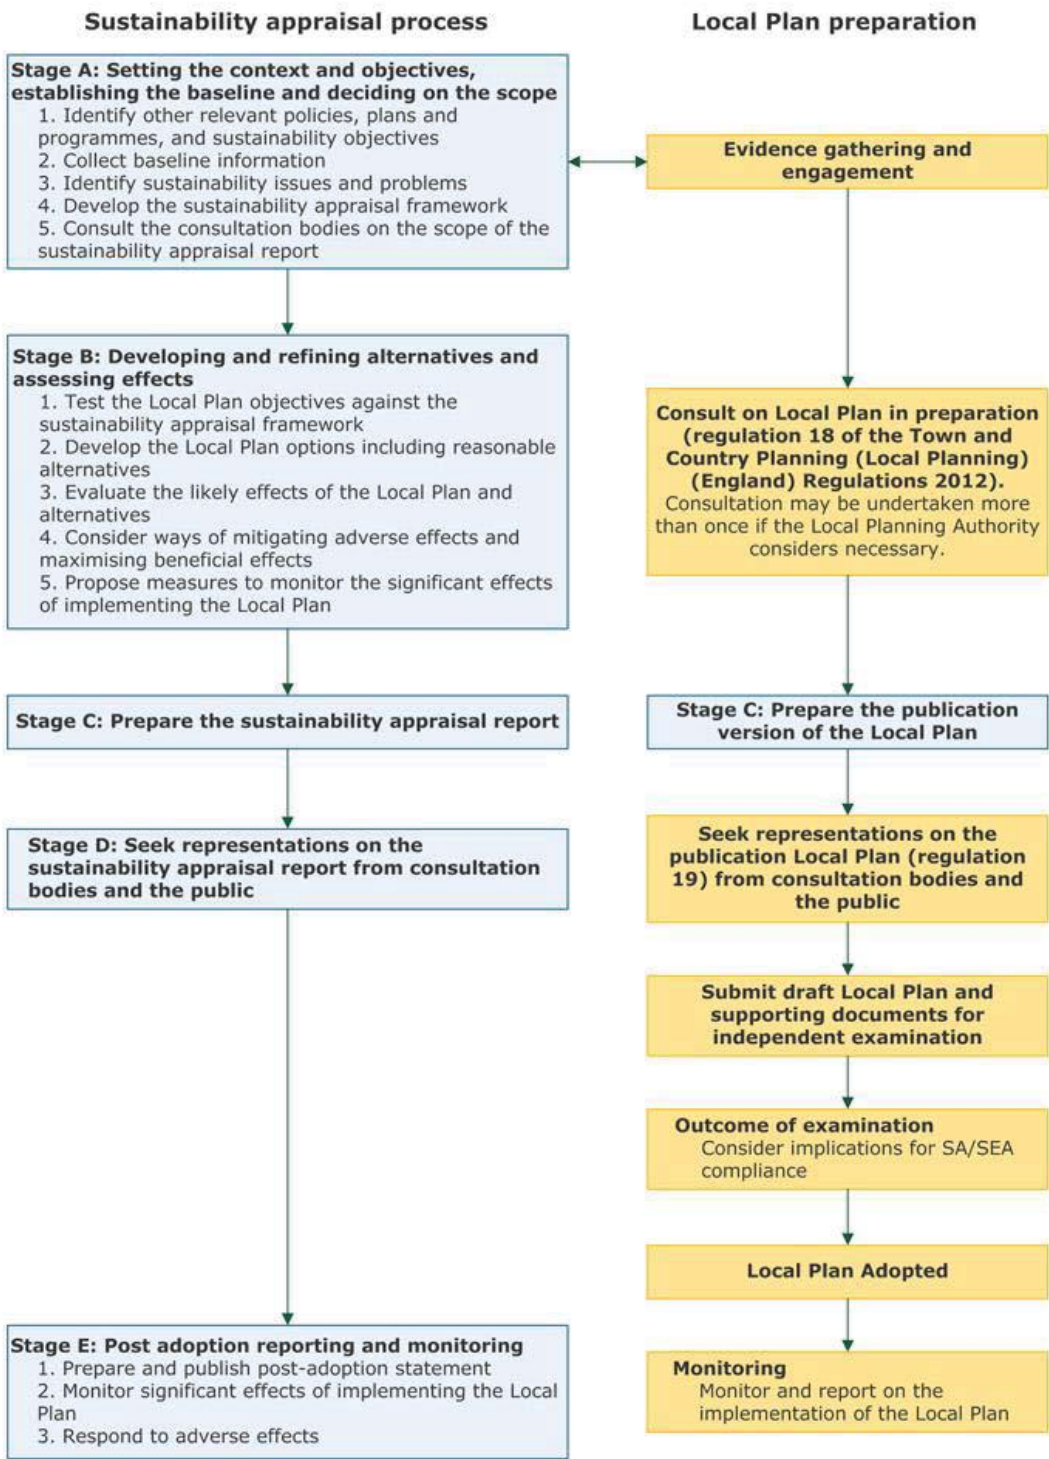 Sustainability appraisal process
Stage A: Setting the context and objectives,
establishing the baseline and deciding on the scope
1. Identify other relevant policies, plans and
programmes, and sustainability objectives
2. Collect baseline information
3. Identify sustainability issues and problems
4. Develop the sustainability appraisal framework
5. Consult the consultation bodies on the scope of the
sustainability appraisal report
Stage B: Developing and refining alternatives and
assessing effects
1. Test the Local Plan objectives against the
sustainability appraisal framework
2. Develop the Local Plan options including reasonable
alternatives
3. Evaluate the likely effects of the Local Plan and
alternatives
4. Consider ways of mitigating adverse effects and
maximising beneficial effects
5. Propose measures to monitor the significant effects
of implementing the Local Plan
Stage C: Prepare the sustainability appraisal report
Stage D: Seek representations on the
sustainability appraisal report from consultation
bodies and the public
Stage E: Post adoption reporting and monitoring
1. Prepare and publish post-adoption statement
2. Monitor significant effects of implementing the Local
Plan
3. Respond to adverse effects
Local Plan preparation
Evidence gathering and
engagement
Consult on Local Plan in preparation
(regulation 18 of the Town and
Country Planning (Local Planning)
(England) Regulations 2012).
Consultation may be undertaken more
than once if the Local Planning Authority
considers necessary.
Stage C: Prepare the publication
version of the Local Plan
Seek representations on the
publication Local Plan (regulation
19) from consultation bodies and
the public
Submit draft Local Plan and
supporting documents for
independent examination
Outcome of examination
Consider implications for SA/SEA
compliance
Local Plan Adopted
Monitoring
Monitor and report on the
implementation of the Local Plan